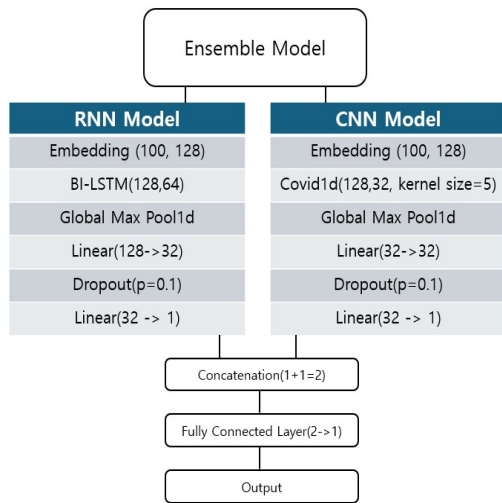 Ensemble Model
RNN Model
Embedding (100, 128)
BI-LSTM(128,64)
Global Max Pool1d
Linear(128->32)
Dropout(p=0.1)
Linear(32 -> 1)
CNN Model
Embedding (100, 128)
Covid1d(128,32, kernel size=5)
Global Max Pool1d
Linear(32->32)
Dropout(p=0.1)
Linear(32 -> 1)
Concatenation(1+1=2)
Fully Connected Layer(2->1)
Output